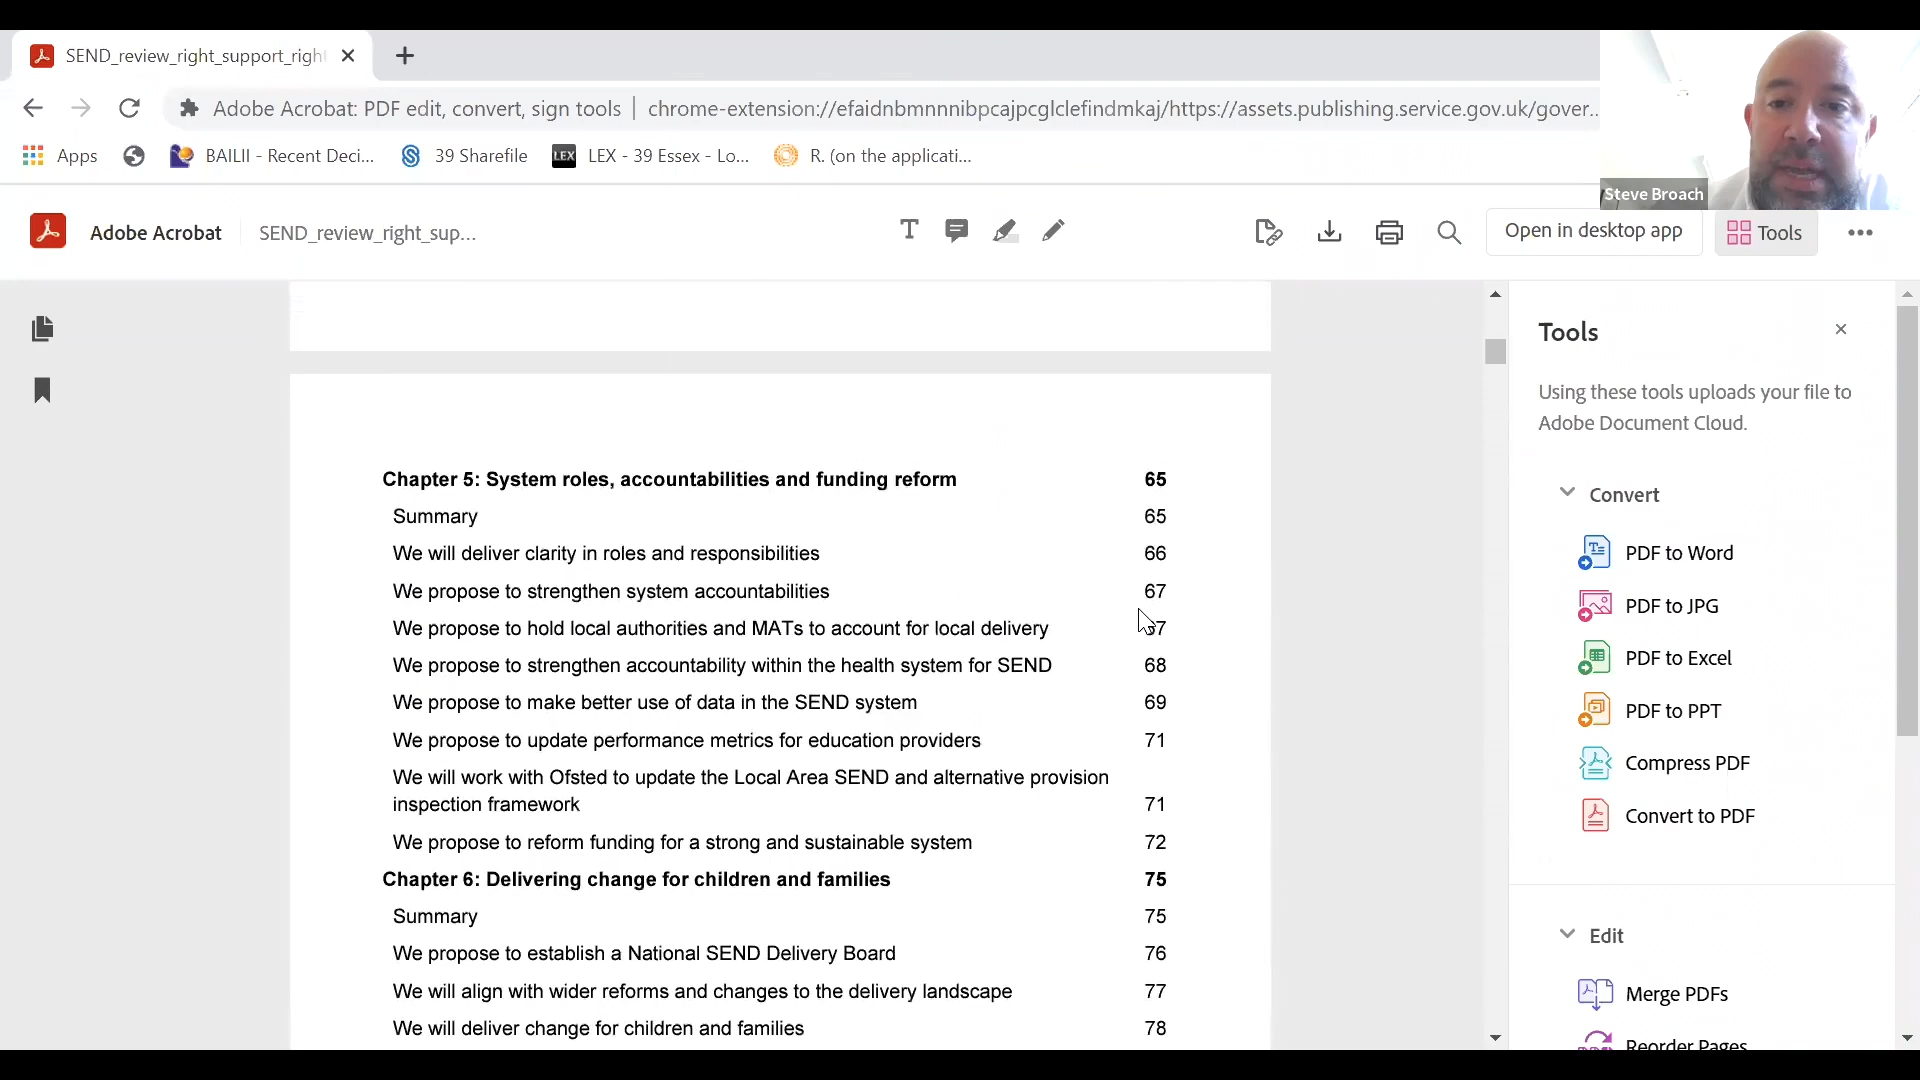 SEND_review_right_support_right
Adobe Acrobat: PDF edit, convert, sign tools | chrome-extension://efaidnbmnnnibpcajpcglclefindmkaj/https://assets.publishing.service.gov.uk/gover...
Apps BAILII - Recent Deci... 39 Sharefile LEX LEX - 39 Essex - Lo... R. (on the applicati...
Steve Broach
Adobe Acrobat SEND_review_right_sup... T Open in desktop app Tools
Tools
Using these tools uploads your file to
Adobe Document Cloud.
Convert
PDF to Word
PDF to JPG
PDF to Excel
PDF to PPT
Compress PDF
Convert to PDF
Edit
Merge PDFs
Reorder Pages
Chapter 5: System roles, accountabilities and funding reform 65
Summary 65
We will deliver clarity in roles and responsibilities 66
We propose to strengthen system accountabilities 67
We propose to hold local authorities and MATs to account for local delivery 67
We propose to strengthen accountability within the health system for SEND 68
We propose to make better use of data in the SEND system 69
We propose to update performance metrics for education providers 71
We will work with Ofsted to update the Local Area SEND and alternative provision
inspection framework 71
We propose to reform funding for a strong and sustainable system 72
Chapter 6: Delivering change for children and families 75
Summary 75
We propose to establish a National SEND Delivery Board 76
We will align with wider reforms and changes to the delivery landscape 77
We will deliver change for children and families 78